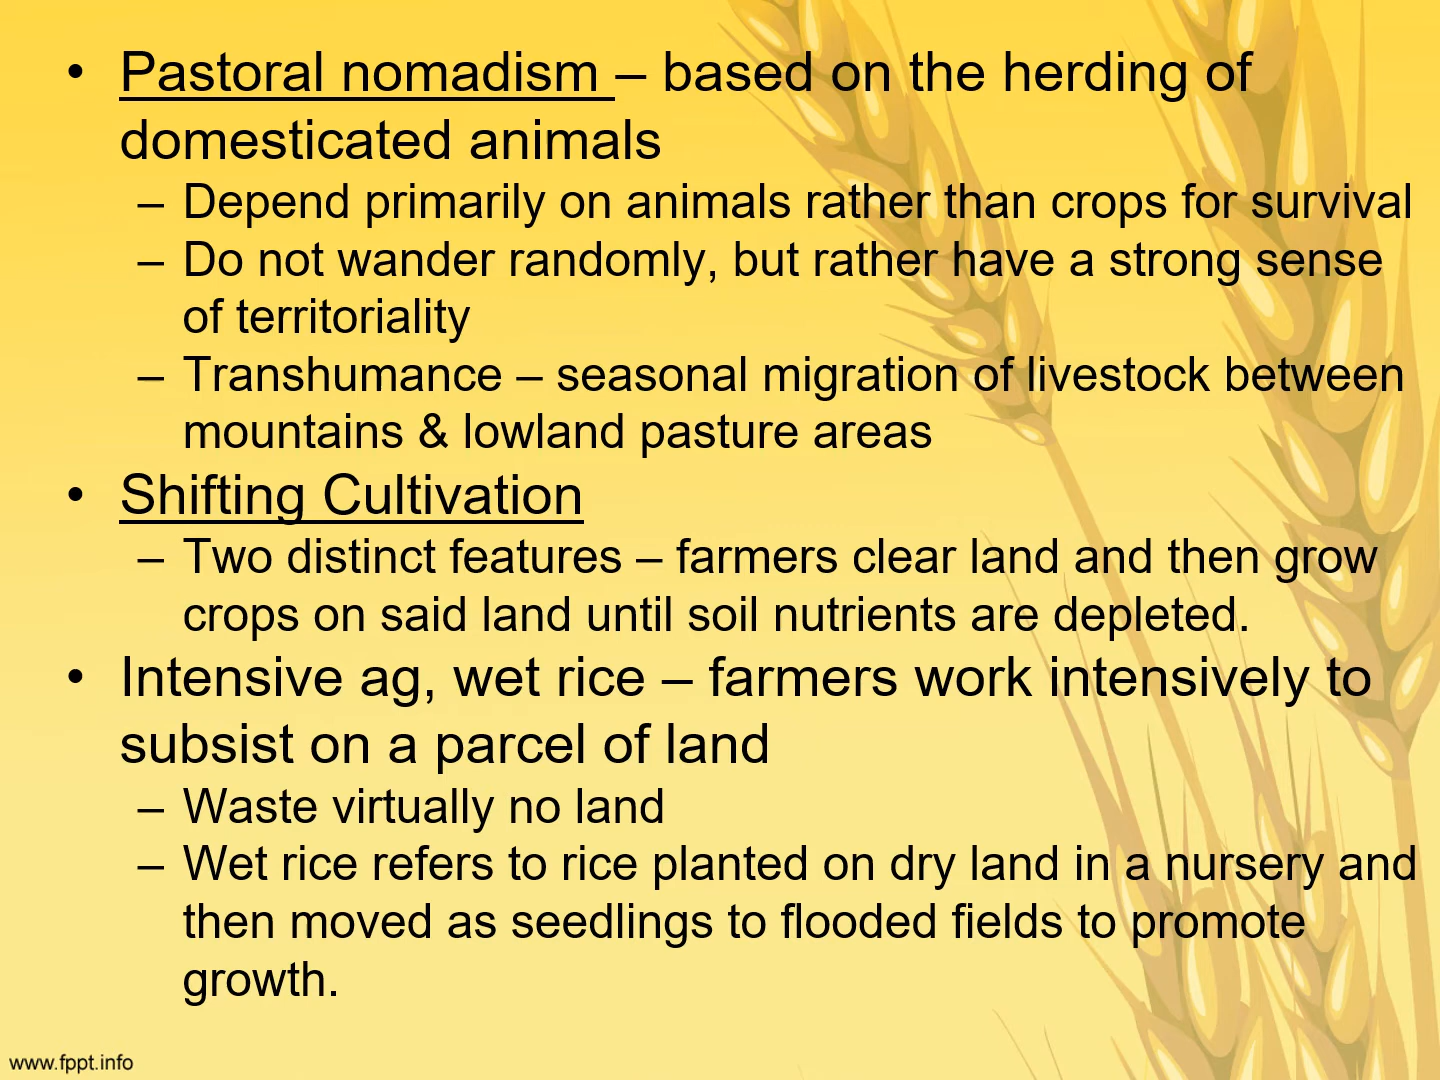 • Pastoral nomadism – based on the herding of
domesticated animals
– Depend primarily on animals rather than crops for survival
– Do not wander randomly, but rather have a strong sense
of territoriality
– Transhumance – seasonal migration of livestock between
mountains & lowland pasture areas
• Shifting Cultivation
– Two distinct features – farmers clear land and then grow
crops on said land until soil nutrients are depleted.
• Intensive ag, wet rice – farmers work intensively to
subsist on a parcel of land
– Waste virtually no land
– Wet rice refers to rice planted on dry land in a nursery and
then moved as seedlings to flooded fields to promote
growth.
www.fppt.info